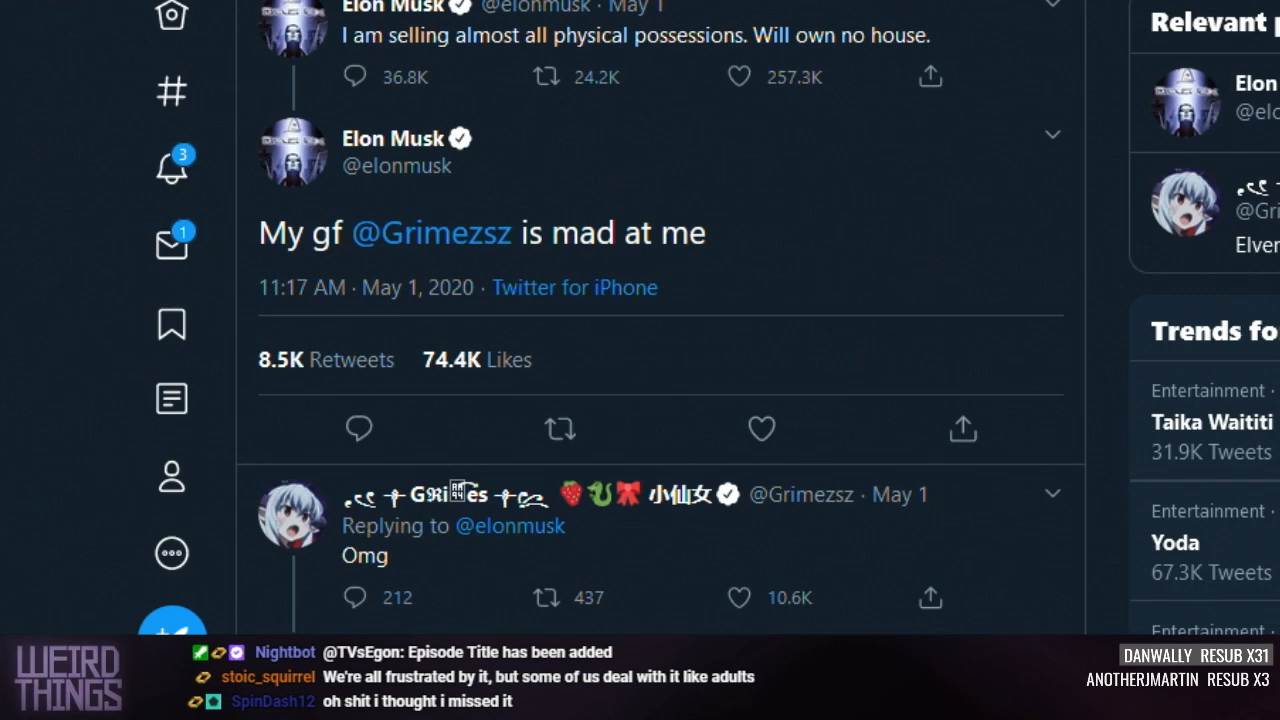 Elon Musk @elonmusk · May 1
I am selling almost all physical possessions. Will own no house.
36.8K 24.2K 257.3K
Elon Musk
@elonmusk
My gf @Grimezsz is mad at me
11:17 AM · May 1, 2020 · Twitter for iPhone
8.5K Retweets 74.4K Likes
小仙女 @Grimezsz · May 1
Replying to @elonmusk
Omg
212 437 10.6K
3
1
Relevant
Elon
@elo
@Gri
Elver
Trends fo
Entertainment ·
Taika Waititi
31.9K Tweets
Entertainment ·
Yoda
67.3K Tweets
Entertainment ·
WEIRD
THINGS
Nightbot @TVsEgon: Episode Title has been added
stoic_squirrel We're all frustrated by it, but some of us deal with it like adults
SpinDash12 oh shit i thought i missed it
DANWALLY RESUB X31
ANOTHERJMARTIN RESUB X3